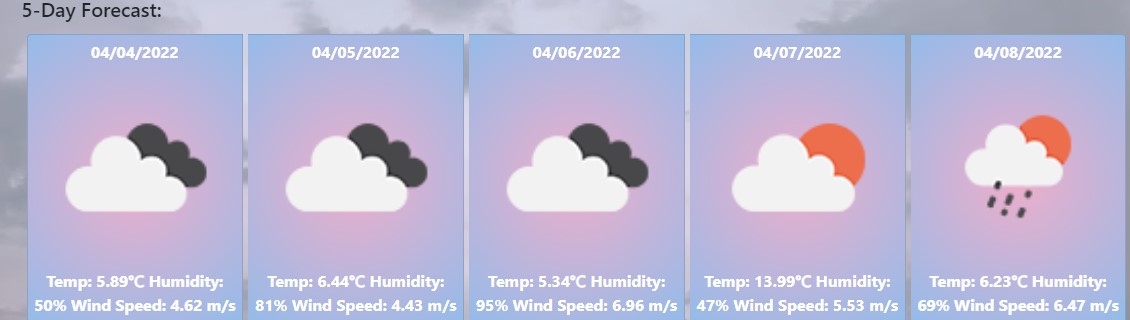 5-Day Forecast:
04/04/2022
Temp: 5.89℃ Humidity:
50% Wind Speed: 4.62 m/s
04/05/2022
Temp: 6.44℃ Humidity:
81% Wind Speed: 4.43 m/s
04/06/2022
Temp: 5.34℃ Humidity:
95% Wind Speed: 6.96 m/s
04/07/2022
Temp: 13.99℃ Humidity:
47% Wind Speed: 5.53 m/s
04/08/2022
Temp: 6.23℃ Humidity:
69% Wind Speed: 6.47 m/s